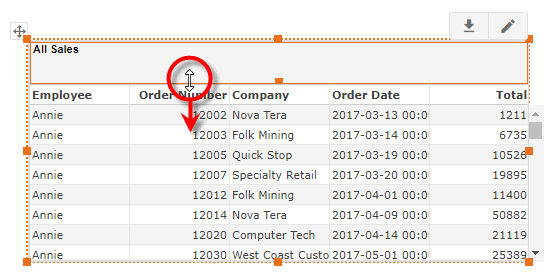 All Sales
Employee Order Number Company Order Date Total
Annie 12002 Nova Tera 2017-03-13 00:0 1211
Annie 12003 Folk Mining 2017-03-14 00:0 6735
Annie 12005 Quick Stop 2017-03-19 00:0 10526
Annie 12007 Specialty Retail 2017-03-20 00:0 19895
Annie 12012 Folk Mining 2017-04-01 00:0 11400
Annie 12014 Nova Tera 2017-04-09 00:0 50882
Annie 12020 Computer Tech 2017-04-14 00:0 21119
Annie 12030 West Coast Custo 2017-05-01 00:0 25389